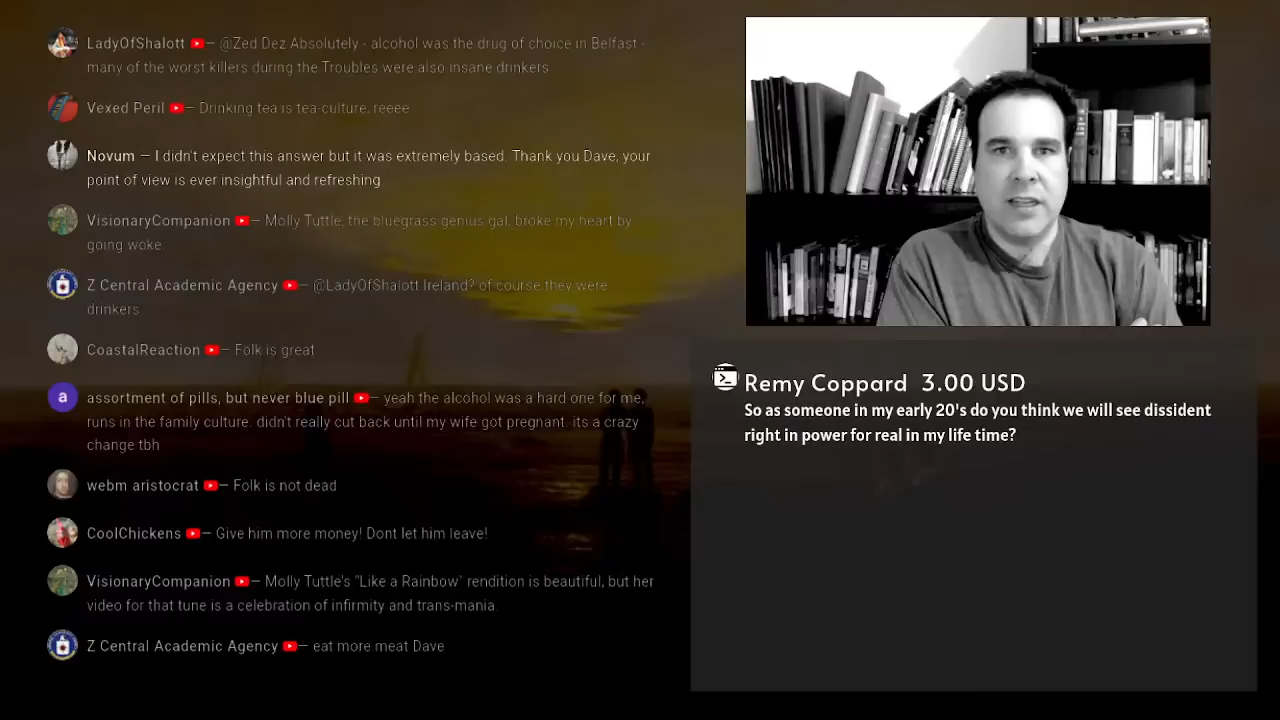 LadyOfShalott — @Zed Dez Absolutely - alcohol was the drug of choice in Belfast -
many of the worst killers during the Troubles were also insane drinkers
Vexed Peril — Drinking tea is tea-culture, reeee
Novum — I didn't expect this answer but it was extremely based. Thank you Dave, your
point of view is ever insightful and refreshing
VisionaryCompanion — Molly Tuttle, the bluegrass genius gal, broke my heart by
going woke.
Z Central Academic Agency — @LadyOfShalott Ireland? of course they were
drinkers
CoastalReaction — Folk is great
a
assortment of pills, but never blue pill — yeah the alcohol was a hard one for me.
runs in the family culture. didn't really cut back until my wife got pregnant. its a crazy
change tbh
webm aristocrat — Folk is not dead
CoolChickens — Give him more money! Dont let him leave!
VisionaryCompanion — Molly Tuttle's "Like a Rainbow" rendition is beautiful, but her
video for that tune is a celebration of infirmity and trans-mania.
Z Central Academic Agency — eat more meat Dave
Remy Coppard 3.00 USD
So as someone in my early 20's do you think we will see dissident
right in power for real in my life time?